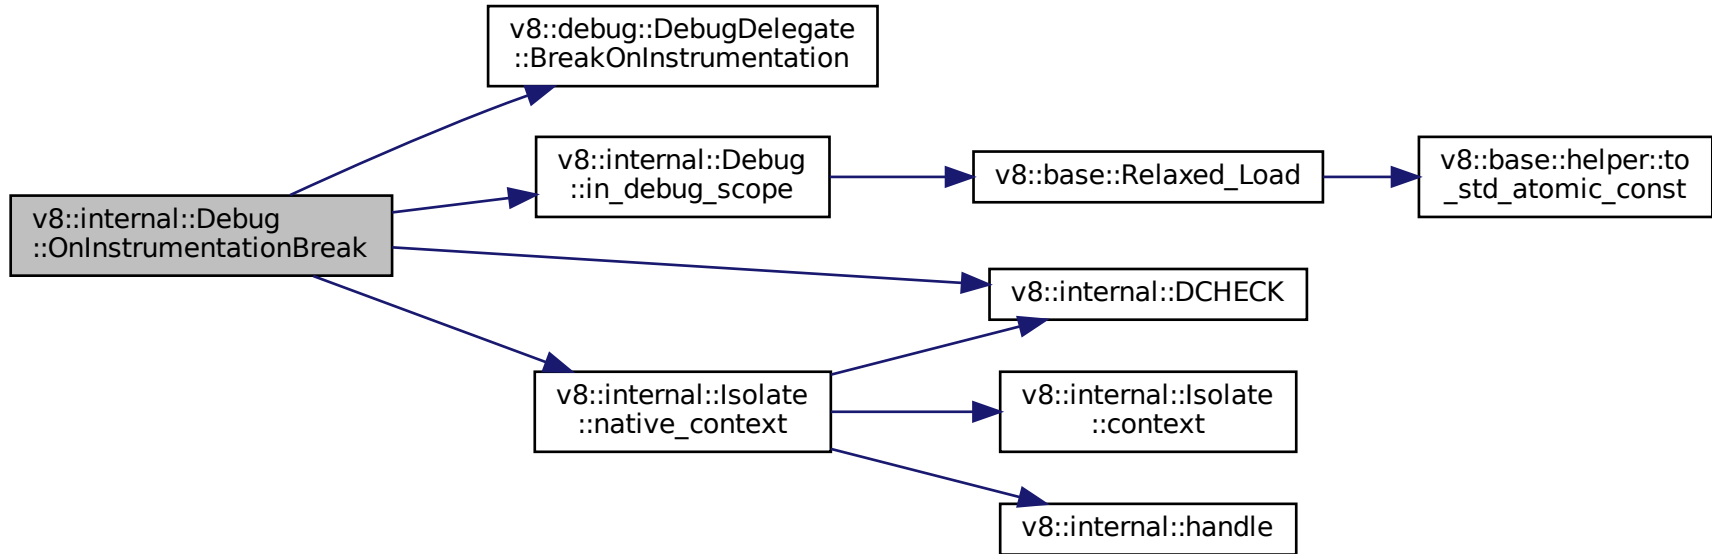 v8::debug::DebugDelegate
::BreakOnInstrumentation
v8::internal::Debug
::in_debug_scope
v8::base::Relaxed_Load
v8::base::helper::to
_std_atomic_const
v8::internal::Debug
::OnInstrumentationBreak
v8::internal::DCHECK
v8::internal::Isolate
::native_context
v8::internal::Isolate
::context
v8::internal::handle